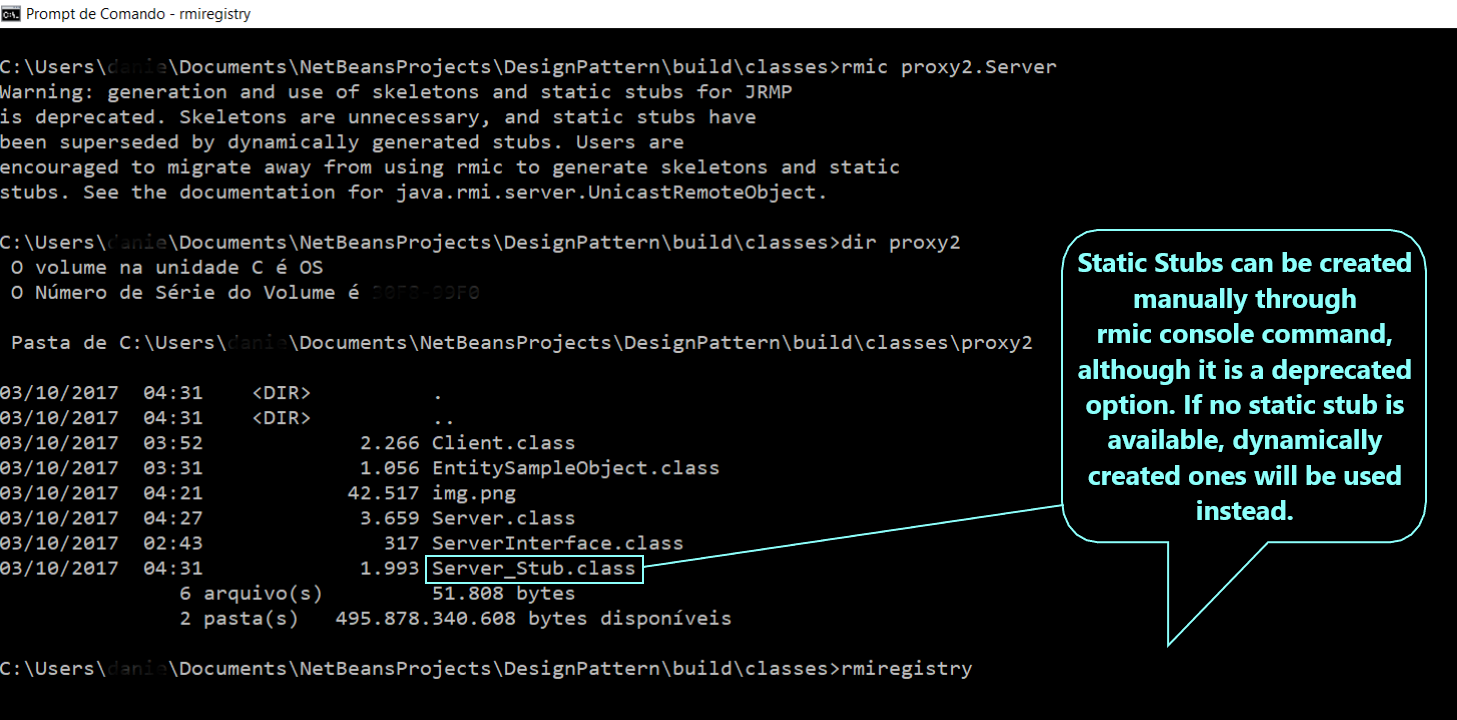 Prompt de Comando - rmiregistry
C:\Users\danie\Documents\NetBeansProjects\DesignPattern\build\classes>rmic proxy2.Server
Warning: generation and use of skeletons and static stubs for JRMP
is deprecated. Skeletons are unnecessary, and static stubs have
been superseded by dynamically generated stubs. Users are
encouraged to migrate away from using rmic to generate skeletons and static
stubs. See the documentation for java.rmi.server.UnicastRemoteObject.
C:\Users\danie\Documents\NetBeansProjects\DesignPattern\build\classes>dir proxy2
O volume na unidade C é OS
O Número de Série do Volume é
Pasta de C:\Users\danie\Documents\NetBeansProjects\DesignPattern\build\classes\proxy2
03/10/2017 04:31 <DIR> .
03/10/2017 04:31 <DIR> ..
03/10/2017 03:52 2.266 Client.class
03/10/2017 03:31 1.056 EntitySampleObject.class
03/10/2017 04:21 42.517 img.png
03/10/2017 04:27 3.659 Server.class
03/10/2017 02:43 317 ServerInterface.class
03/10/2017 04:31 1.993 Server_Stub.class
6 arquivo(s) 51.808 bytes
2 pasta(s) 495.878.340.608 bytes disponíveis
C:\Users\danie\Documents\NetBeansProjects\DesignPattern\build\classes>rmiregistry
Static Stubs can be created
manually through
rmic console command,
although it is a deprecated
option. If no static stub is
available, dynamically
created ones will be used
instead.